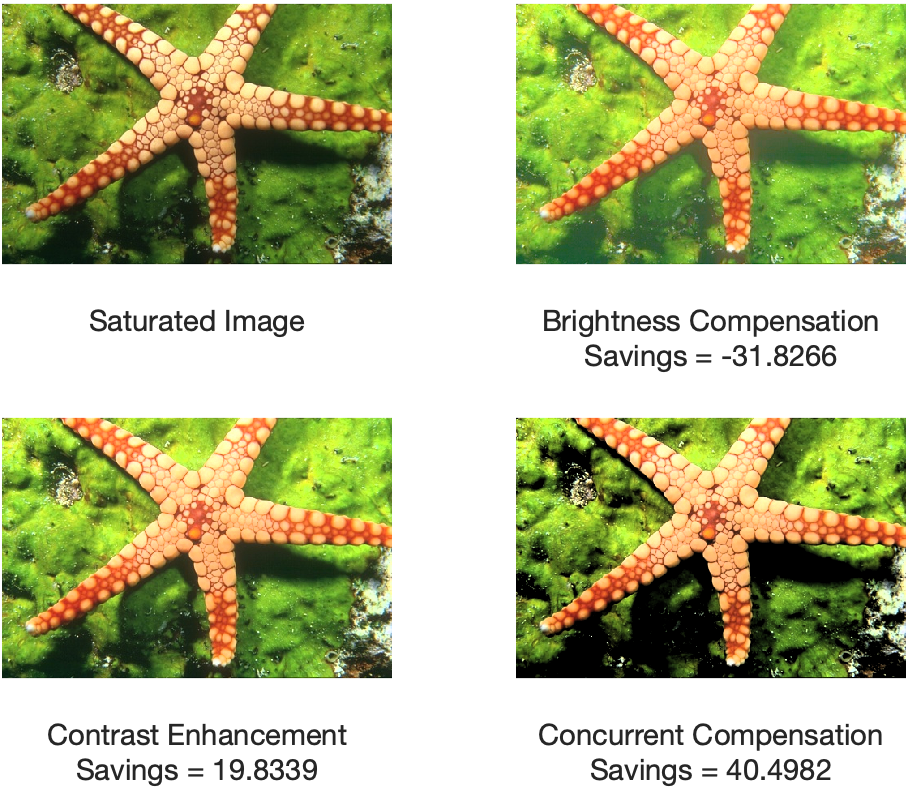 Saturated Image
Brightness Compensation
Savings = -31.8266
Contrast Enhancement
Savings = 19.8339
Concurrent Compensation
Savings = 40.4982